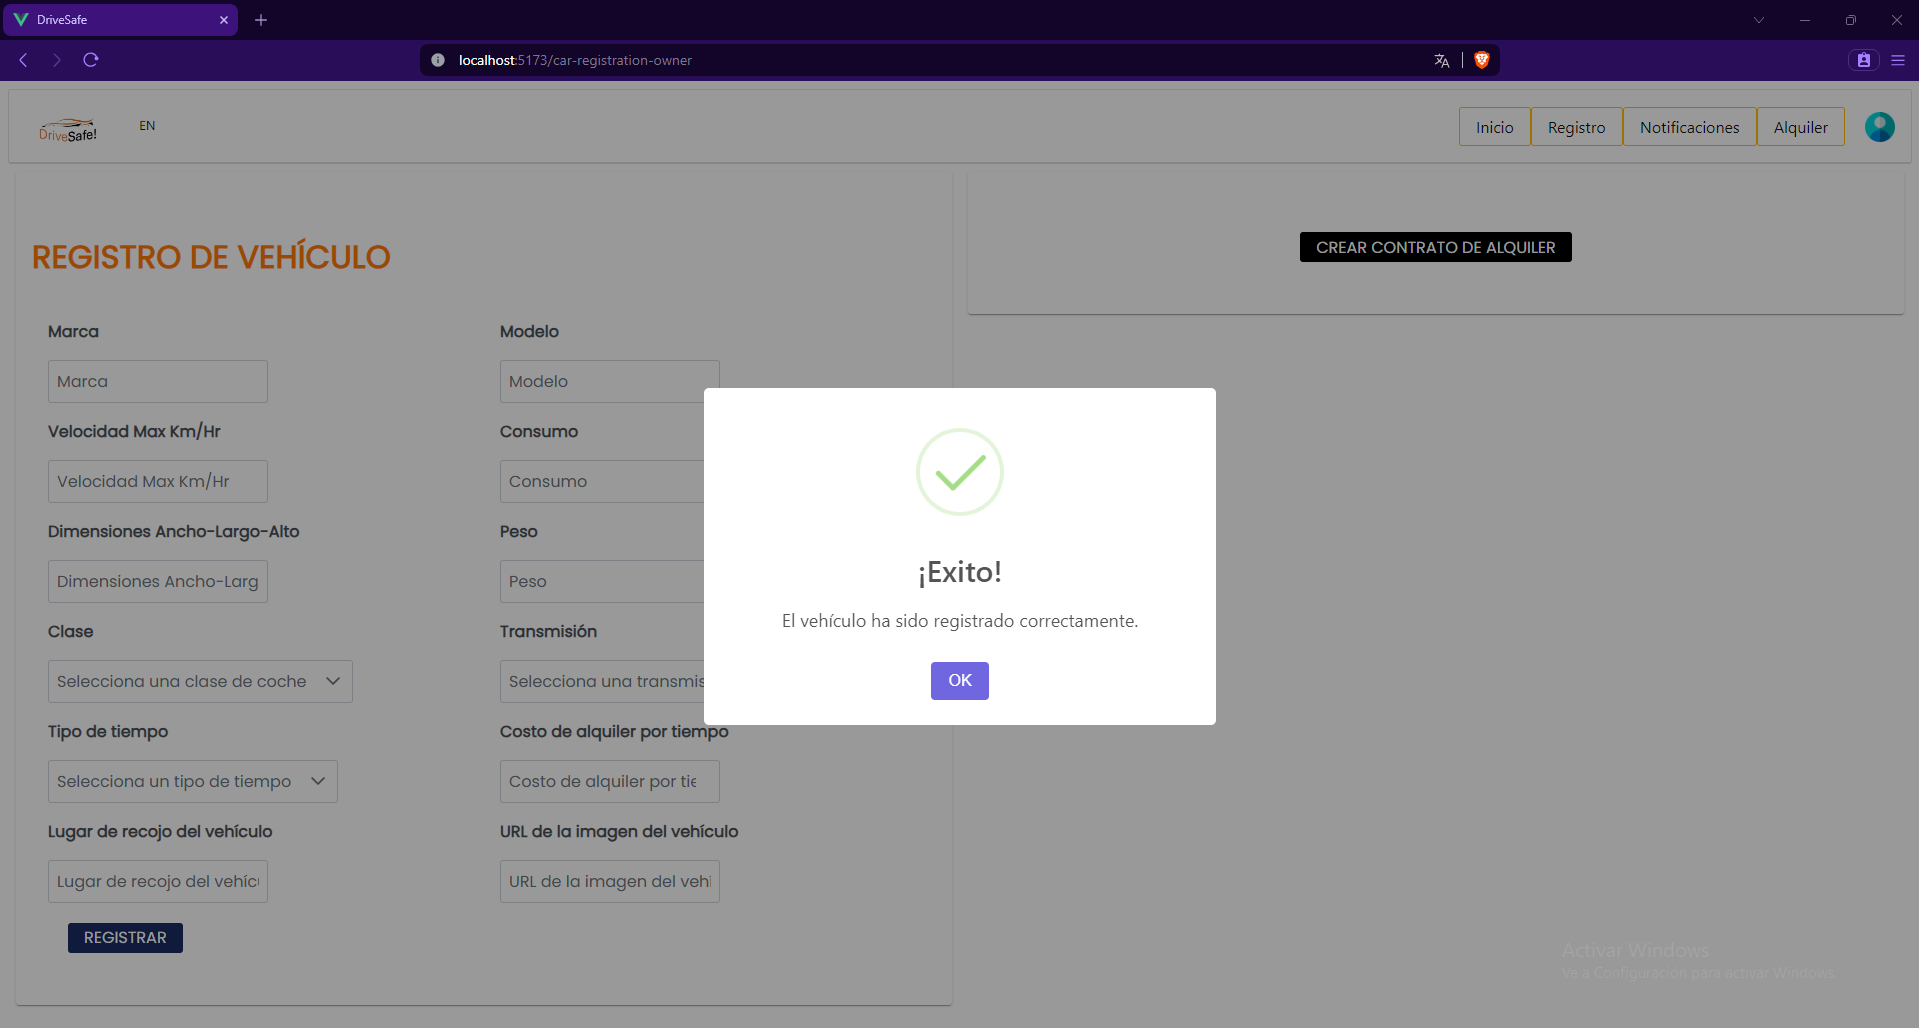 DriveSafe
localhost:5173/car-registration-owner
DriveSafe!
EN
Inicio
Registro
Notificaciones
Alquiler
REGISTRO DE VEHÍCULO
CREAR CONTRATO DE ALQUILER
Marca
Modelo
Marca
Modelo
Velocidad Max Km/Hr
Consumo
Velocidad Max Km/Hr
Consumo
Dimensiones Ancho-Largo-Alto
Peso
Dimensiones Ancho-Larg
Peso
Clase
Transmisión
Selecciona una clase de coche
Selecciona una transmis
Tipo de tiempo
Costo de alquiler por tiempo
Selecciona un tipo de tiempo
Costo de alquiler por tie
Lugar de recojo del vehículo
URL de la imagen del vehículo
Lugar de recojo del vehícu
URL de la imagen del vehi
REGISTRAR
¡Exito!
El vehículo ha sido registrado correctamente.
OK
Activar Windows
Ve a Configuración para activar Windows.